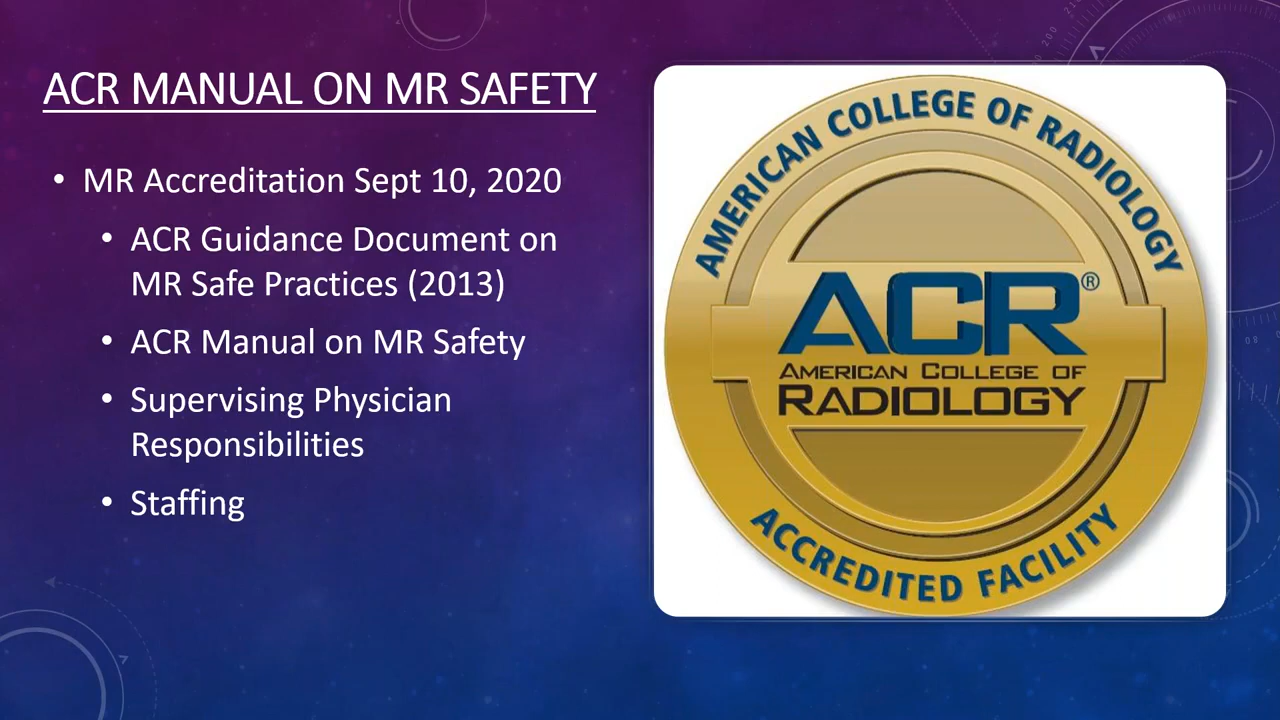 ACR MANUAL ON MR SAFETY
• MR Accreditation Sept 10, 2020
• ACR Guidance Document on
MR Safe Practices (2013)
• ACR Manual on MR Safety
• Supervising Physician
Responsibilities
• Staffing
AMERICAN COLLEGE OF RADIOLOGY
ACR®
AMERICAN COLLEGE OF
RADIOLOGY
ACCREDITED FACILITY
200
80